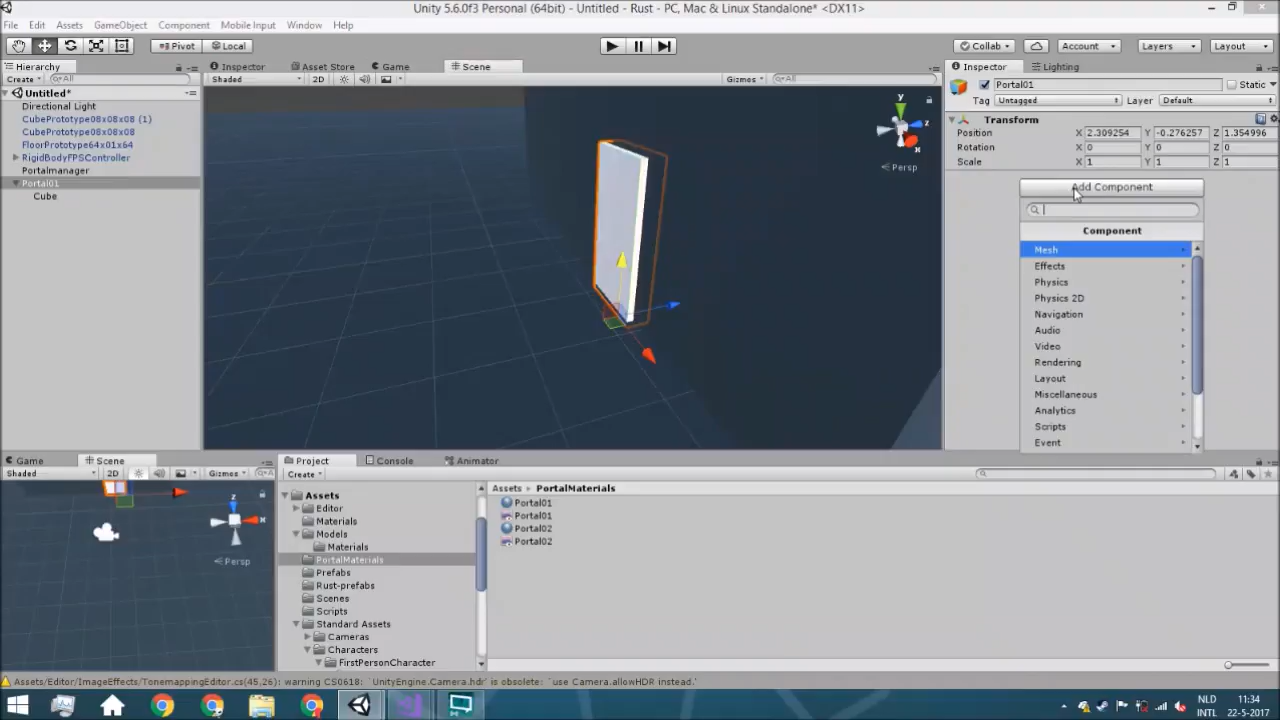 Unity 5.6.0f3 Personal (64bit) - Untitled - Rust - PC, Mac & Linux Standalone* <DX11>
File Edit Assets GameObject Component Mobile Input Window Help
Pivot Local Collab Account Layers Layout
Hierarchy
Create All
Untitled*
Directional Light
CubePrototype08x08x08 (1)
CubePrototype08x08x08
FloorPrototype64x01x64
RigidBodyFPSController
Portalmanager
Portal01
Cube
Inspector Asset Store Game Scene
Shaded 2D Gizmos All
y
z
x
Persp
Inspector Lighting
Portal01 Static
Tag Untagged Layer Default
Transform
Position X 2.309254 Y -0.276257 Z 1.354996
Rotation X 0 Y 0 Z 0
Scale X 1 Y 1 Z 1
Add Component
Component
Mesh
Effects
Physics
Physics 2D
Navigation
Audio
Video
Rendering
Layout
Miscellaneous
Analytics
Scripts
Event
Game Scene
Shaded 2D Gizmos
z
x
Persp
Project Console Animator
Create
Assets
Editor
Materials
Models
Materials
PortalMaterials
Prefabs
Rust-prefabs
Scenes
Scripts
Standard Assets
Cameras
Characters
FirstPersonCharacter
Assets PortalMaterials
Portal01
Portal01
Portal02
Portal02
Assets/Editor/ImageEffects/TonemappingEditor.cs(45,26): warning CS0618: `UnityEngine.Camera.hdr' is obsolete: `use Camera.allowHDR instead.'
NLD 11:34
INTL 22-5-2017